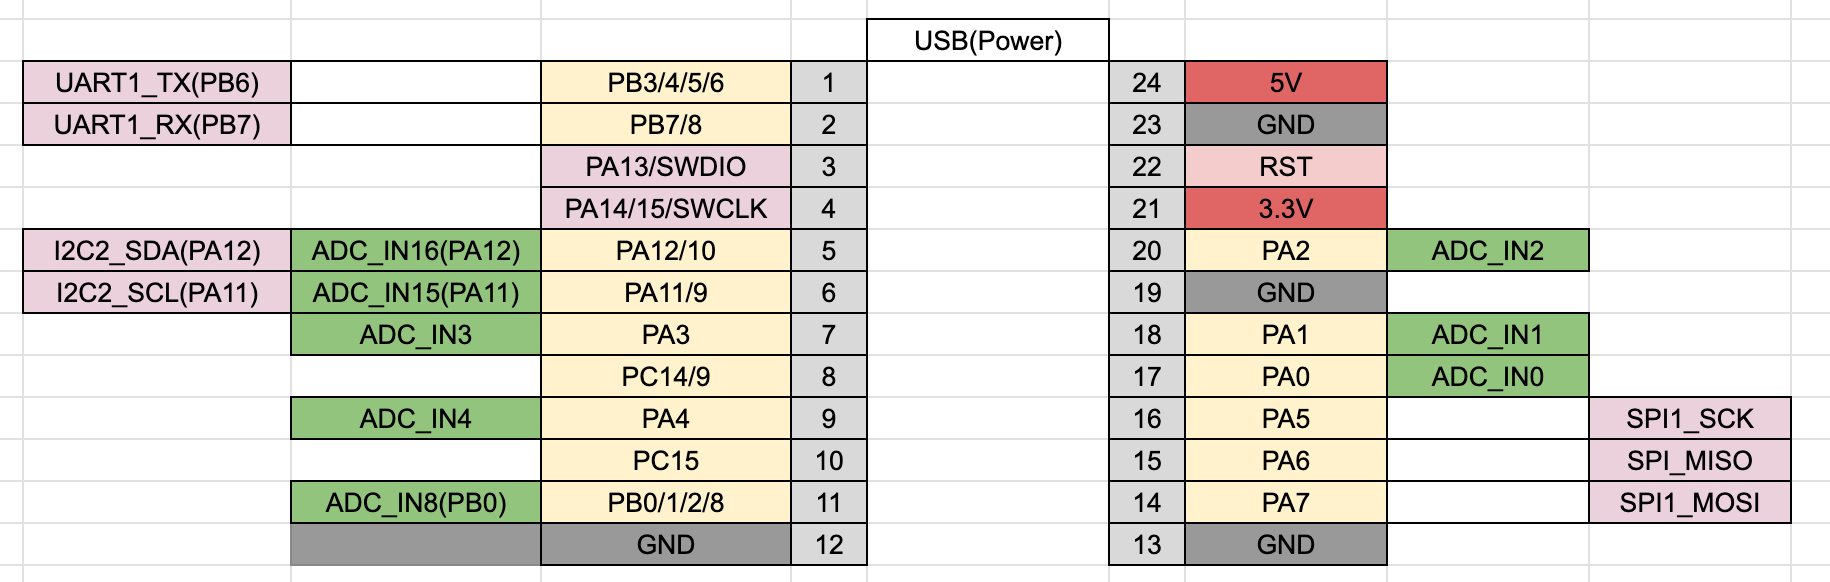 USB(Power)
UART1_TX(PB6) PB3/4/5/6 1 24 5V
UART1_RX(PB7) PB7/8 2 23 GND
PA13/SWDIO 3 22 RST
PA14/15/SWCLK 4 21 3.3V
I2C2_SDA(PA12) ADC_IN16(PA12) PA12/10 5 20 PA2 ADC_IN2
I2C2_SCL(PA11) ADC_IN15(PA11) PA11/9 6 19 GND
ADC_IN3 PA3 7 18 PA1 ADC_IN1
PC14/9 8 17 PA0 ADC_IN0
ADC_IN4 PA4 9 16 PA5 SPI1_SCK
PC15 10 15 PA6 SPI_MISO
ADC_IN8(PB0) PB0/1/2/8 11 14 PA7 SPI1_MOSI
GND 12 13 GND